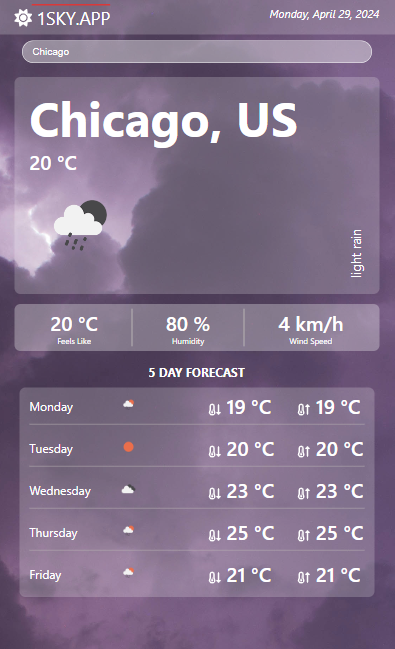 1SKY.APP
Monday, April 29, 2024
Chicago
Chicago, US
20 °C
light rain
20 °C
Feels Like
80 %
Humidity
4 km/h
Wind Speed
5 DAY FORECAST
Monday 19 °C 19 °C
Tuesday 20 °C 20 °C
Wednesday 23 °C 23 °C
Thursday 25 °C 25 °C
Friday 21 °C 21 °C